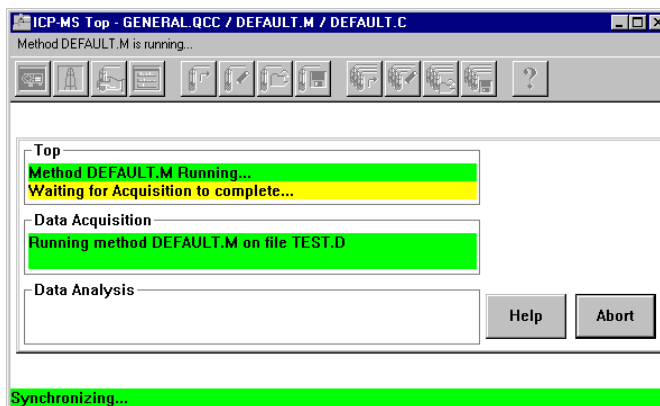 ICP-MS Top - GENERAL.QCC / DEFAULT.M / DEFAULT.C
Method DEFAULT.M is running...
?
Top
Method DEFAULT.M Running...
Waiting for Acquisition to complete...
Data Acquisition
Running method DEFAULT.M on file TEST.D
Data Analysis
Help
Abort
Synchronizing...